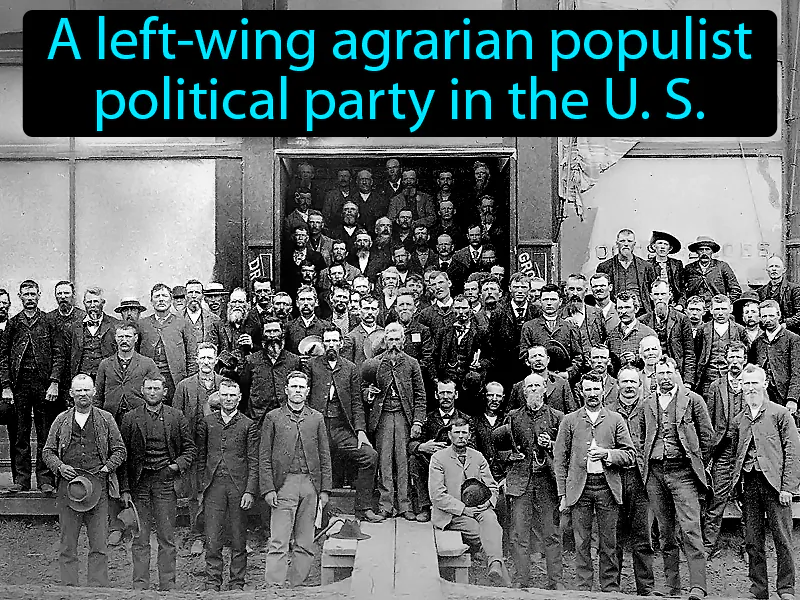 A left-wing agrarian populist
political party in the U. S.